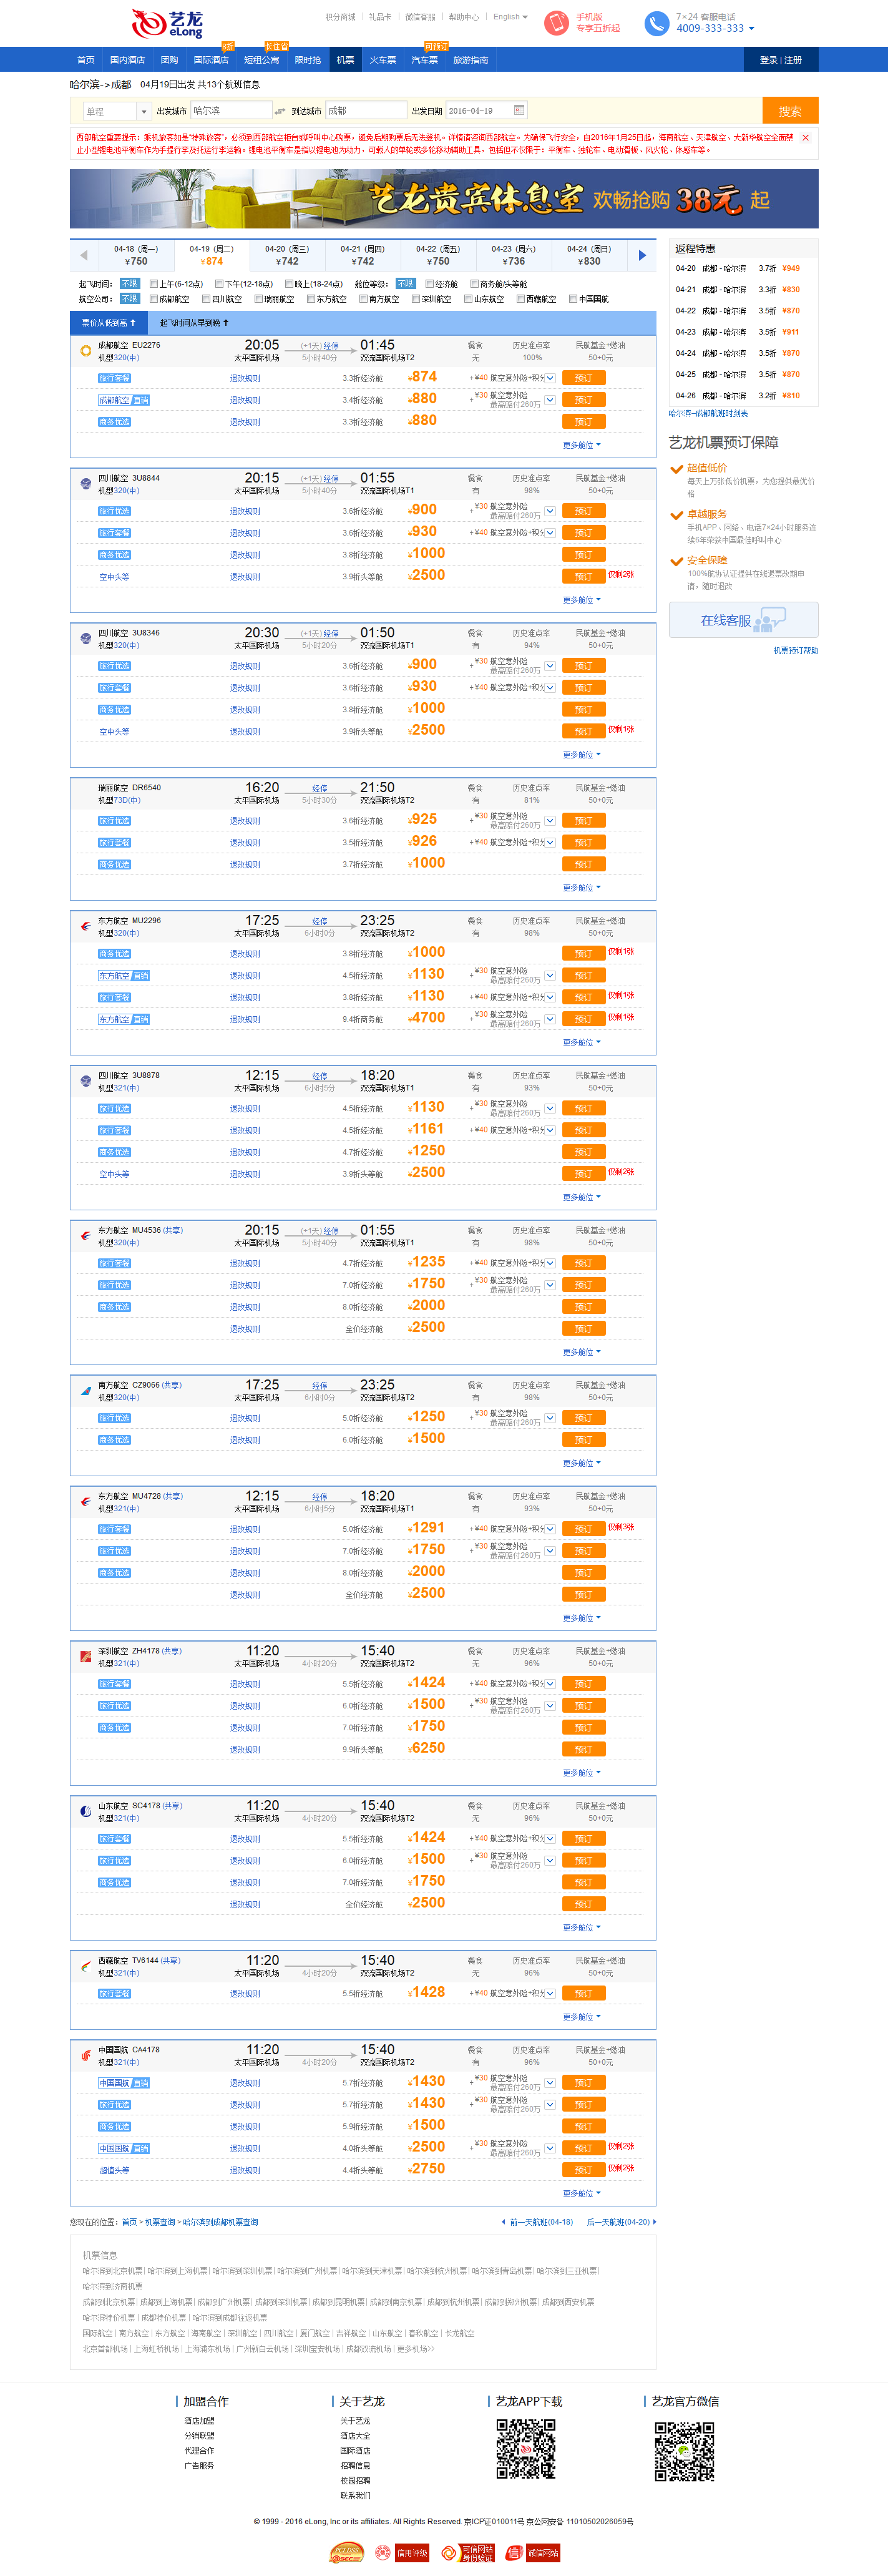 艺龙 eLong
积分商城 | 礼品卡 | 微信客服 | 帮助中心 | English
手机版 专享五折起
7×24 客服电话 4009-333-333
首页 国内酒店 团购 国际酒店 短租公寓 限时抢 机票 火车票 汽车票 旅游指南 登录 | 注册
哈尔滨->成都 04月19日出发 共13个航班信息
单程 出发城市 哈尔滨 到达城市 成都 出发日期 2016-04-19 搜索
西部航空重要提示：乘机旅客如是“特殊旅客”，必须到西部航空柜台或呼叫中心购票，避免后期购票后无法登机。详情请咨询西部航空。为确保飞行安全，自2016年1月25日起，海南航空、天津航空、大新华航空全面禁
止小型锂电池平衡车作为手提行李及托运行李运输。锂电池平衡车是指以锂电池为动力，可载人的单轮或多轮移动辅助工具，包括但不仅限于：平衡车、独轮车、电动滑板、风火轮、体感车等。
艺龙贵宾休息室 欢畅抢购 38元 起
04-18（周一） ¥750
04-19（周二） ¥874
04-20（周三） ¥742
04-21（周四） ¥742
04-22（周五） ¥750
04-23（周六） ¥736
04-24（周日） ¥830
起飞时间： 不限 上午(6-12点) 下午(12-18点) 晚上(18-24点) 舱位等级： 不限 经济舱 商务舱/头等舱
航空公司： 不限 成都航空 四川航空 瑞丽航空 东方航空 南方航空 深圳航空 山东航空 西藏航空 中国国航
票价从低到高 起飞时间从早到晚
成都航空 EU2276 20:05 (+1天) 经停 01:45 餐食 历史准点率 民航基金+燃油
机型320(中) 太平国际机场 5小时40分 双流国际机场T2 无 100% 50+0元
旅行套餐 退改规则 3.3折经济舱 ¥874 +¥40 航空意外险+积分 预订
成都航空 直销 退改规则 3.4折经济舱 ¥880 +¥30 航空意外险 最高赔付260万 预订
商务优选 退改规则 3.3折经济舱 ¥880 预订
更多舱位
四川航空 3U8844 20:15 (+1天) 经停 01:55 餐食 历史准点率 民航基金+燃油
机型320(中) 太平国际机场 5小时40分 双流国际机场T1 有 98% 50+0元
旅行优选 退改规则 3.6折经济舱 ¥900 +¥30 航空意外险 最高赔付260万 预订
旅行套餐 退改规则 3.6折经济舱 ¥930 +¥40 航空意外险+积分 预订
商务优选 退改规则 3.8折经济舱 ¥1000 预订
空中头等 退改规则 3.9折头等舱 ¥2500 预订 仅剩2张
更多舱位
四川航空 3U8346 20:30 (+1天) 经停 01:50 餐食 历史准点率 民航基金+燃油
机型320(中) 太平国际机场 5小时20分 双流国际机场T1 有 94% 50+0元
旅行优选 退改规则 3.6折经济舱 ¥900 +¥30 航空意外险 最高赔付260万 预订
旅行套餐 退改规则 3.6折经济舱 ¥930 +¥40 航空意外险+积分 预订
商务优选 退改规则 3.8折经济舱 ¥1000 预订
空中头等 退改规则 3.9折头等舱 ¥2500 预订 仅剩1张
更多舱位
瑞丽航空 DR6540 16:20 经停 21:50 餐食 历史准点率 民航基金+燃油
机型73D(中) 太平国际机场 5小时30分 双流国际机场T2 有 81% 50+0元
旅行优选 退改规则 3.6折经济舱 ¥925 +¥30 航空意外险 最高赔付260万 预订
旅行套餐 退改规则 3.5折经济舱 ¥926 +¥40 航空意外险+积分 预订
商务优选 退改规则 3.7折经济舱 ¥1000 预订
更多舱位
东方航空 MU2296 17:25 经停 23:25 餐食 历史准点率 民航基金+燃油
机型320(中) 太平国际机场 6小时0分 双流国际机场T2 有 98% 50+0元
商务优选 退改规则 3.8折经济舱 ¥1000 预订 仅剩1张
东方航空 直销 退改规则 4.5折经济舱 ¥1130 +¥30 航空意外险 最高赔付260万 预订
旅行套餐 退改规则 3.8折经济舱 ¥1130 +¥40 航空意外险+积分 预订 仅剩1张
东方航空 直销 退改规则 9.4折商务舱 ¥4700 +¥30 航空意外险 最高赔付260万 预订 仅剩1张
更多舱位
四川航空 3U8878 12:15 经停 18:20 餐食 历史准点率 民航基金+燃油
机型321(中) 太平国际机场 6小时5分 双流国际机场T1 有 93% 50+0元
旅行优选 退改规则 4.5折经济舱 ¥1130 +¥30 航空意外险 最高赔付260万 预订
旅行套餐 退改规则 4.5折经济舱 ¥1161 +¥40 航空意外险+积分 预订
商务优选 退改规则 4.7折经济舱 ¥1250 预订
空中头等 退改规则 3.9折头等舱 ¥2500 预订 仅剩2张
更多舱位
东方航空 MU4536 (共享) 20:15 (+1天) 经停 01:55 餐食 历史准点率 民航基金+燃油
机型320(中) 太平国际机场 5小时40分 双流国际机场T1 有 98% 50+0元
旅行套餐 退改规则 4.7折经济舱 ¥1235 +¥40 航空意外险+积分 预订
旅行优选 退改规则 7.0折经济舱 ¥1750 +¥30 航空意外险 最高赔付260万 预订
商务优选 退改规则 8.0折经济舱 ¥2000 预订
退改规则 全价经济舱 ¥2500 预订
更多舱位
南方航空 CZ9066 (共享) 17:25 经停 23:25 餐食 历史准点率 民航基金+燃油
机型320(中) 太平国际机场 6小时0分 双流国际机场T2 有 98% 50+0元
旅行优选 退改规则 5.0折经济舱 ¥1250 +¥30 航空意外险 最高赔付260万 预订
商务优选 退改规则 6.0折经济舱 ¥1500 预订
更多舱位
东方航空 MU4728 (共享) 12:15 经停 18:20 餐食 历史准点率 民航基金+燃油
机型321(中) 太平国际机场 6小时5分 双流国际机场T1 有 93% 50+0元
旅行套餐 退改规则 5.0折经济舱 ¥1291 +¥40 航空意外险+积分 预订 仅剩3张
旅行优选 退改规则 7.0折经济舱 ¥1750 +¥30 航空意外险 最高赔付260万 预订
商务优选 退改规则 8.0折经济舱 ¥2000 预订
退改规则 全价经济舱 ¥2500 预订
更多舱位
深圳航空 ZH4178 (共享) 11:20 15:40 餐食 历史准点率 民航基金+燃油
机型321(中) 太平国际机场 4小时20分 双流国际机场T2 无 96% 50+0元
旅行套餐 退改规则 5.5折经济舱 ¥1424 +¥40 航空意外险+积分 预订
旅行优选 退改规则 6.0折经济舱 ¥1500 +¥30 航空意外险 最高赔付260万 预订
商务优选 退改规则 7.0折经济舱 ¥1750 预订
退改规则 9.9折头等舱 ¥6250 预订
更多舱位
山东航空 SC4178 (共享) 11:20 15:40 餐食 历史准点率 民航基金+燃油
机型321(中) 太平国际机场 4小时20分 双流国际机场T2 无 96% 50+0元
旅行套餐 退改规则 5.5折经济舱 ¥1424 +¥40 航空意外险+积分 预订
旅行优选 退改规则 6.0折经济舱 ¥1500 +¥30 航空意外险 最高赔付260万 预订
商务优选 退改规则 7.0折经济舱 ¥1750 预订
退改规则 全价经济舱 ¥2500 预订
更多舱位
西藏航空 TV6144 (共享) 11:20 15:40 餐食 历史准点率 民航基金+燃油
机型321(中) 太平国际机场 4小时20分 双流国际机场T2 无 96% 50+0元
旅行套餐 退改规则 5.5折经济舱 ¥1428 +¥40 航空意外险+积分 预订
更多舱位
中国国航 CA4178 11:20 15:40 餐食 历史准点率 民航基金+燃油
机型321(中) 太平国际机场 4小时20分 双流国际机场T2 有 96% 50+0元
中国国航 直销 退改规则 5.7折经济舱 ¥1430 +¥30 航空意外险 最高赔付260万 预订
旅行优选 退改规则 5.7折经济舱 ¥1430 +¥30 航空意外险 最高赔付260万 预订
商务优选 退改规则 5.9折经济舱 ¥1500 预订
中国国航 直销 退改规则 4.0折头等舱 ¥2500 +¥30 航空意外险 最高赔付260万 预订 仅剩2张
超值头等 退改规则 4.4折头等舱 ¥2750 预订 仅剩2张
更多舱位
返程特惠
04-20 成都 - 哈尔滨 3.7折 ¥949
04-21 成都 - 哈尔滨 3.3折 ¥830
04-22 成都 - 哈尔滨 3.5折 ¥870
04-23 成都 - 哈尔滨 3.5折 ¥911
04-24 成都 - 哈尔滨 3.5折 ¥870
04-25 成都 - 哈尔滨 3.5折 ¥870
04-26 成都 - 哈尔滨 3.2折 ¥810
哈尔滨-成都航班时刻表
艺龙机票预订保障
超值低价
每天上万张低价机票，为您提供最优价
格
卓越服务
手机APP、网络、电话7×24小时服务连
续6年荣获中国最佳呼叫中心
安全保障
100%航协认证提供在线退票改期申
请，随时退改
在线客服
机票预订帮助
您现在的位置：首页 > 机票查询 > 哈尔滨到成都机票查询 前一天航班(04-18) 后一天航班(04-20)
机票信息
哈尔滨到北京机票| 哈尔滨到上海机票| 哈尔滨到深圳机票| 哈尔滨到广州机票| 哈尔滨到天津机票| 哈尔滨到杭州机票| 哈尔滨到青岛机票| 哈尔滨到三亚机票|
哈尔滨到济南机票
成都到北京机票| 成都到上海机票| 成都到广州机票| 成都到深圳机票| 成都到昆明机票| 成都到南京机票| 成都到杭州机票| 成都到郑州机票| 成都到西安机票
哈尔滨特价机票 | 成都特价机票 | 哈尔滨到成都往返机票
国际航空 | 南方航空 | 东方航空 | 海南航空 | 深圳航空 | 四川航空 | 厦门航空 | 吉祥航空 | 山东航空 | 春秋航空 | 长龙航空
北京首都机场 | 上海虹桥机场 | 上海浦东机场 | 广州新白云机场 | 深圳宝安机场 | 成都双流机场 | 更多机场>>
加盟合作 关于艺龙 艺龙APP下载 艺龙官方微信
酒店加盟 关于艺龙
分销联盟 酒店大全
代理合作 国际酒店
广告服务 招聘信息
校园招聘
联系我们
© 1999 - 2016 eLong, Inc or its affiliates. All Rights Reserved. 京ICP证010011号 京公网安备 11010502026059号
信用评级 可信网站 身份验证 诚信网站